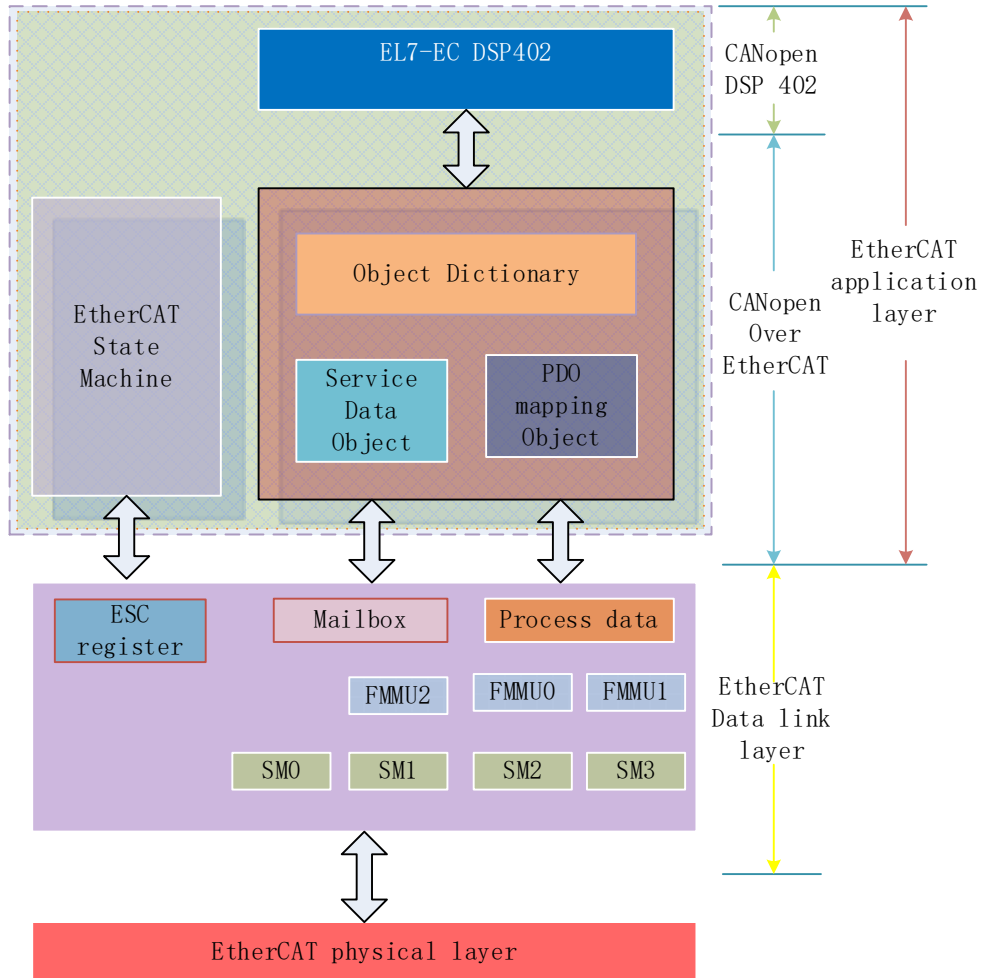 EL7-EC DSP402
CANopen
DSP 402
Object Dictionary
EtherCAT
State
Machine
Service
Data
Object
PDO
mapping
Object
CANopen
Over
EtherCAT
EtherCAT
application
layer
ESC
register
Mailbox
Process data
FMMU2
FMMU0
FMMU1
SM0
SM1
SM2
SM3
EtherCAT
Data link
layer
EtherCAT physical layer